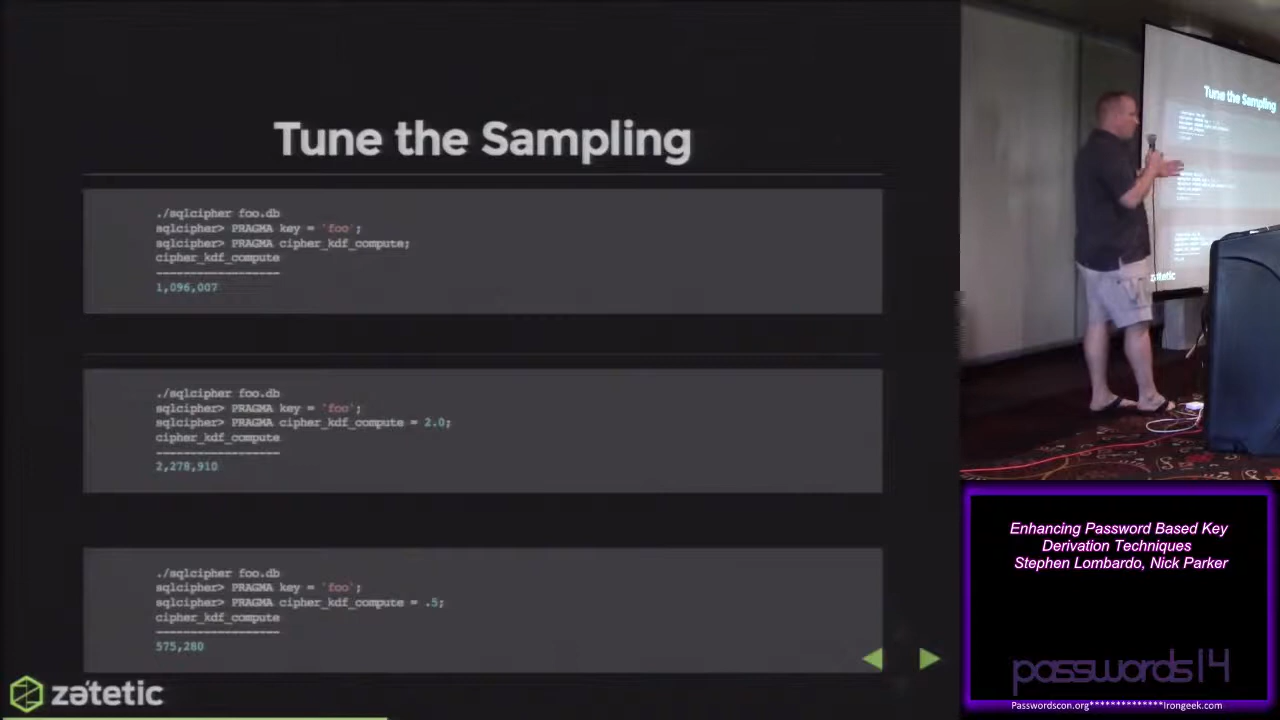 Tune the Sampling
./sqlcipher foo.db
sqlcipher> PRAGMA key = 'foo';
sqlcipher> PRAGMA cipher_kdf_compute;
cipher_kdf_compute
------------------
1,096,007
./sqlcipher foo.db
sqlcipher> PRAGMA key = 'foo';
sqlcipher> PRAGMA cipher_kdf_compute = 2.0;
cipher_kdf_compute
------------------
2,278,910
./sqlcipher foo.db
sqlcipher> PRAGMA key = 'foo';
sqlcipher> PRAGMA cipher_kdf_compute = .5;
cipher_kdf_compute
------------------
575,280
zətetic
Tune the Sampling
zətetic
Enhancing Password Based Key
Derivation Techniques
Stephen Lombardo, Nick Parker
passwords14
Passwordscon.org**************Irongeek.com